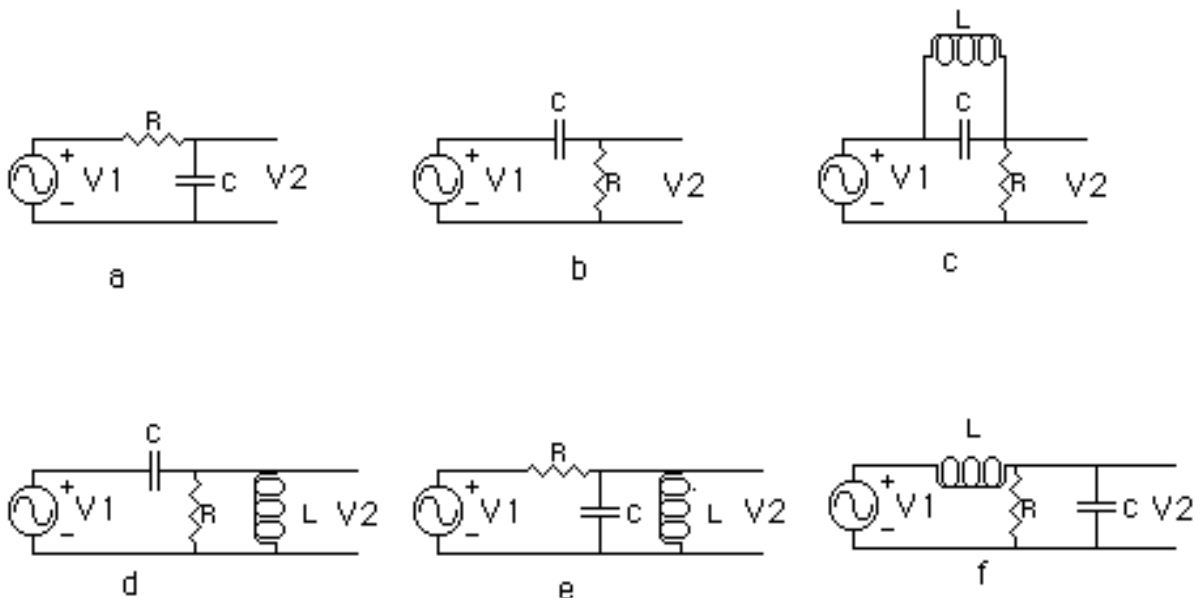 L
R C C
+ V1 - C V2 + V1 - R V2 + V1 - R V2
a b c
C R L
+ V1 - R L V2 + V1 - C L V2 + V1 - R C V2
d e f